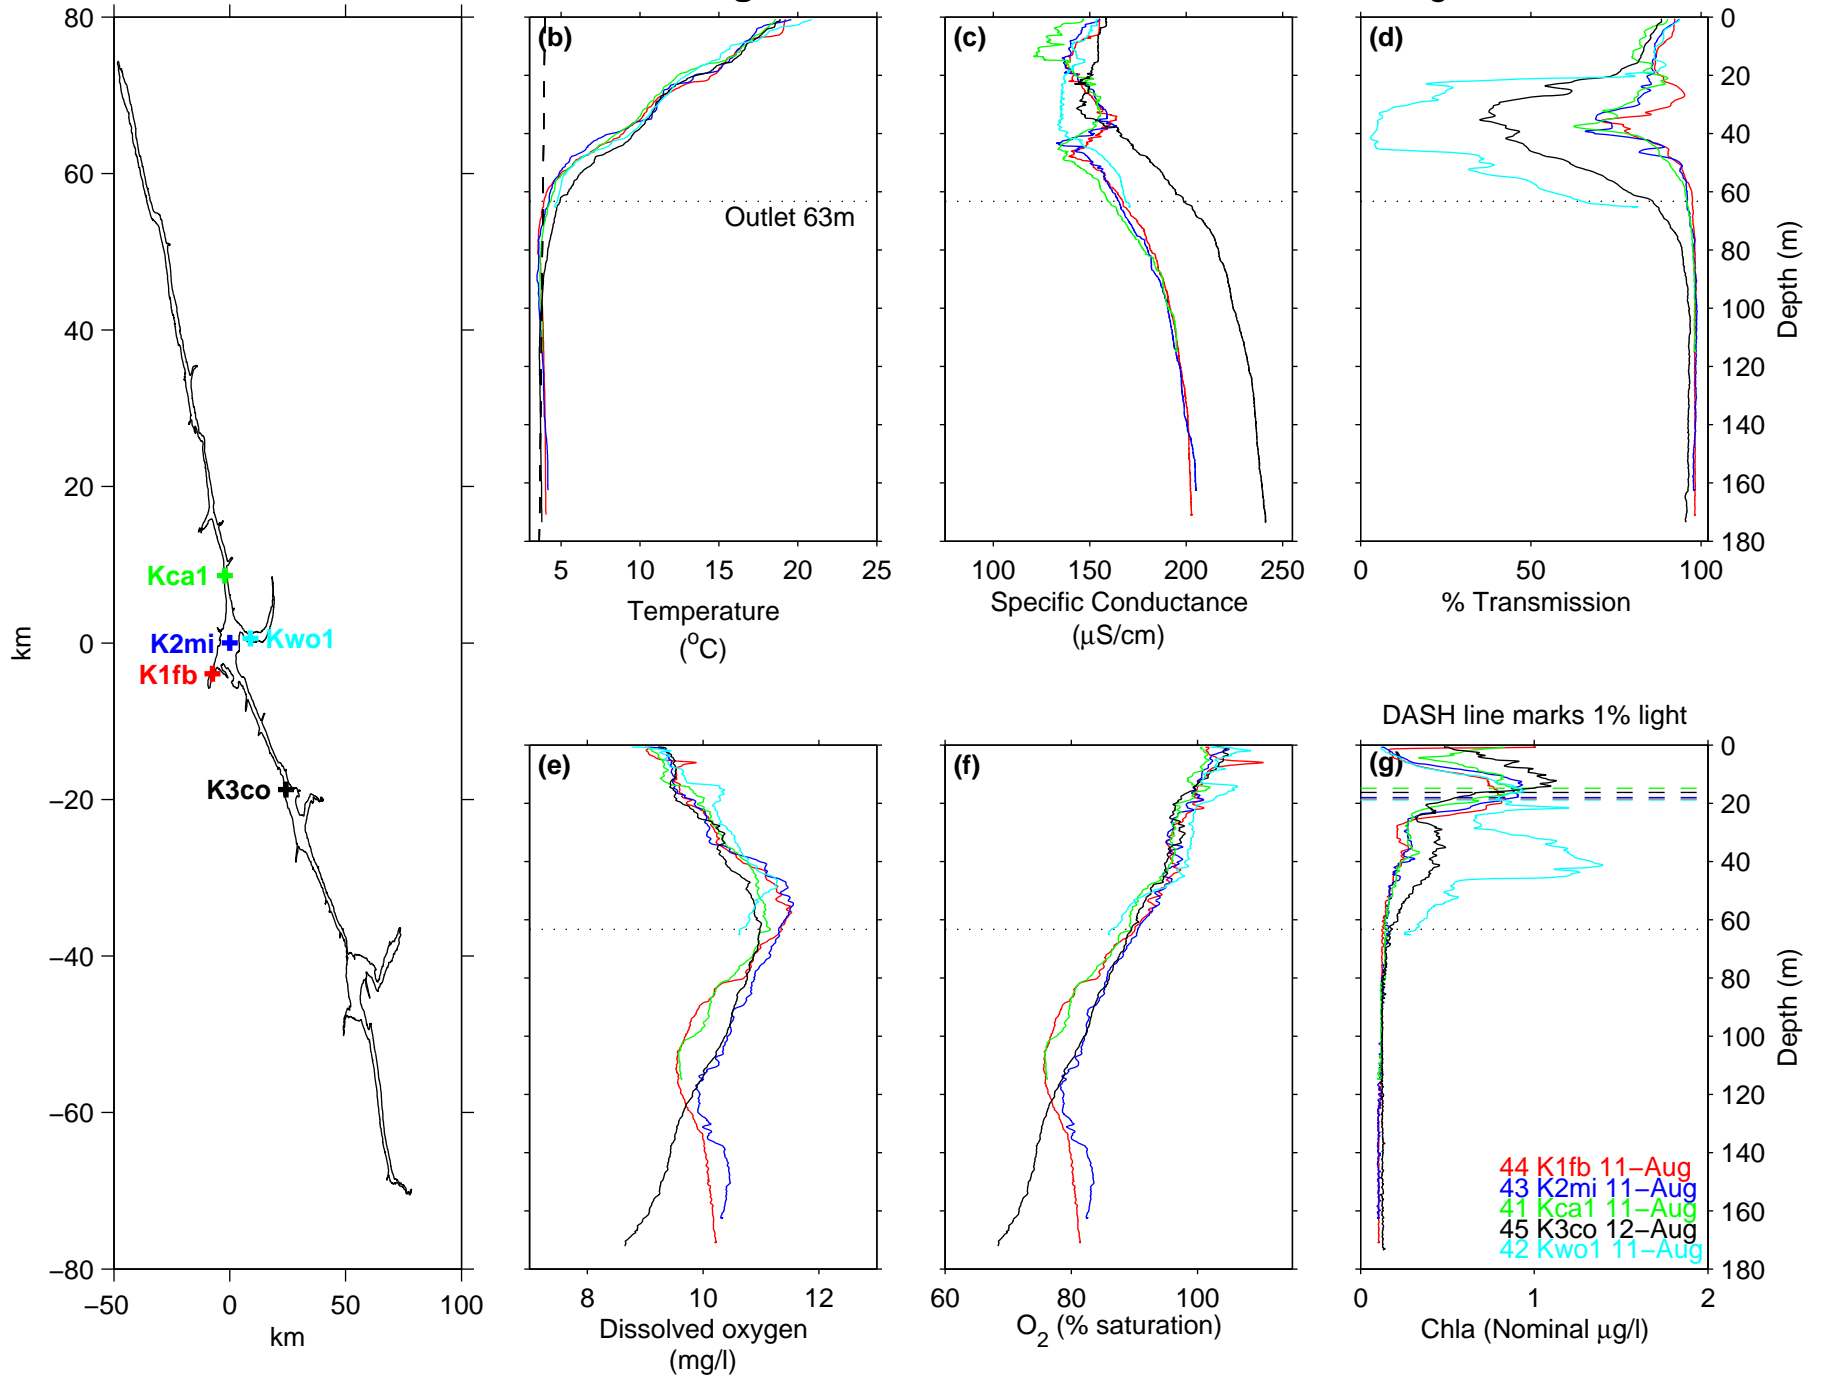 80
60
40
20
0
−20
−40
−60
−80
km
−50 0 50 100
km
Kca1
K2mi
Kwo1
K1fb
K3co
(b)
Outlet 63m
5 10 15 20 25
Temperature
(°C)
(c)
100 150 200 250
Specific Conductance
(μS/cm)
(d)
0 50 100
% Transmission
0
20
40
60
80
100
120
140
160
180
Depth (m)
(e)
8 10 12
Dissolved oxygen
(mg/l)
(f)
60 80 100
O2 (% saturation)
DASH line marks 1% light
(g)
44 K1fb 11−Aug
43 K2mi 11−Aug
41 Kca1 11−Aug
45 K3co 12−Aug
42 Kwo1 11−Aug
0 1 2
Chla (Nominal μg/l)
0
20
40
60
80
100
120
140
160
180
Depth (m)